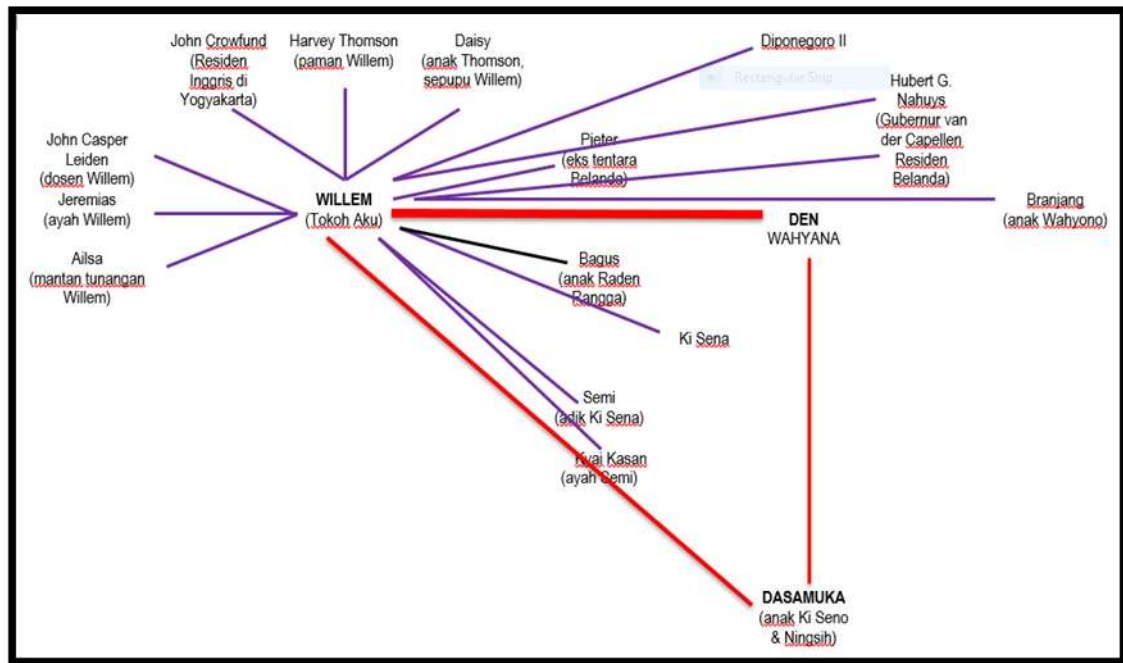 John Crowfund
(Residen
Inggris di
Yogyakarta)
Harvey Thomson
(paman Willem)
Daisy
(anak Thomson,
sepupu Willem)
Diponegoro II
Rectangular Snip
Hubert G.
Nahuys
(Gubernur van
der Capellen
Residen
Belanda)
John Casper
Leiden
(dosen Willem)
Jeremias
(ayah Willem)
Ailsa
(mantan tunangan
Willem)
WILLEM
(Tokoh Aku)
Pieter
(eks tentara
Belanda)
Branjang
(anak Wahyono)
DEN
WAHYANA
Bagus
(anak Raden
Rangga)
Ki Sena
Semi
(adik Ki Sena)
Kyai Kasan
(ayah Semi)
DASAMUKA
(anak Ki Seno
& Ningsih)